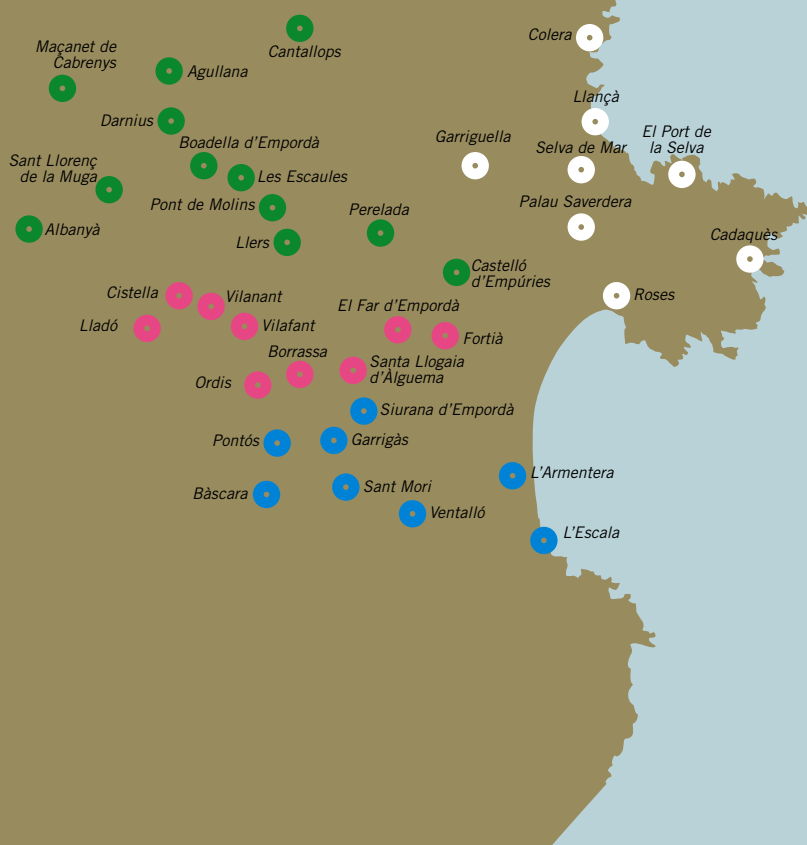 Colera
Cantallops
Maçanet de
Cabrenys
Agullana
Llançà
Darnius
El Port de
la Selva
Garriguella
Boadella d'Empordà
Selva de Mar
Sant Llorenç
de la Muga
Les Escaules
Pont de Molins
Perelada
Palau Saverdera
Albanyà
Llers
Cadaquès
Castelló
d'Empúries
Cistella
Vilanant
Roses
El Far d'Empordà
Lladó
Vilafant
Fortià
Borrassa
Santa Llogaia
d'Àlguema
Ordis
Siurana d'Empordà
Pontós
Garrigàs
L'Armentera
Bàscara
Sant Mori
Ventalló
L'Escala